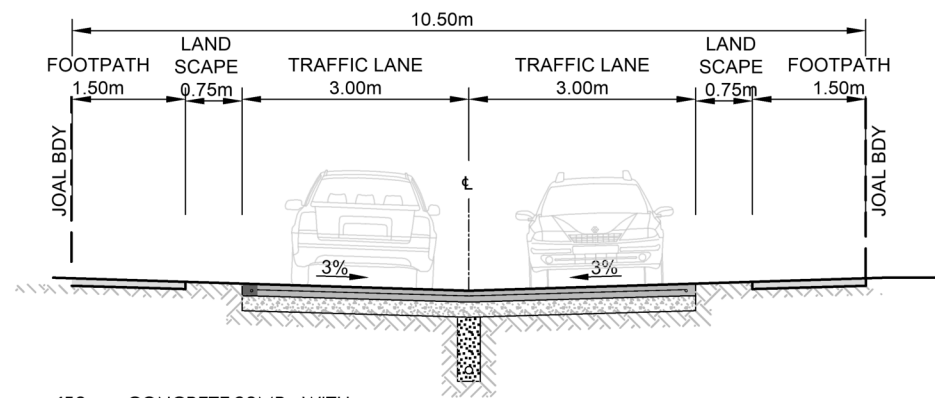 10.50m
FOOTPATH
1.50m
LAND
SCAPE
0.75m
TRAFFIC LANE
3.00m
TRAFFIC LANE
3.00m
LAND
SCAPE
0.75m
FOOTPATH
1.50m
JOAL BDY
JOAL BDY
℄
3%
3%